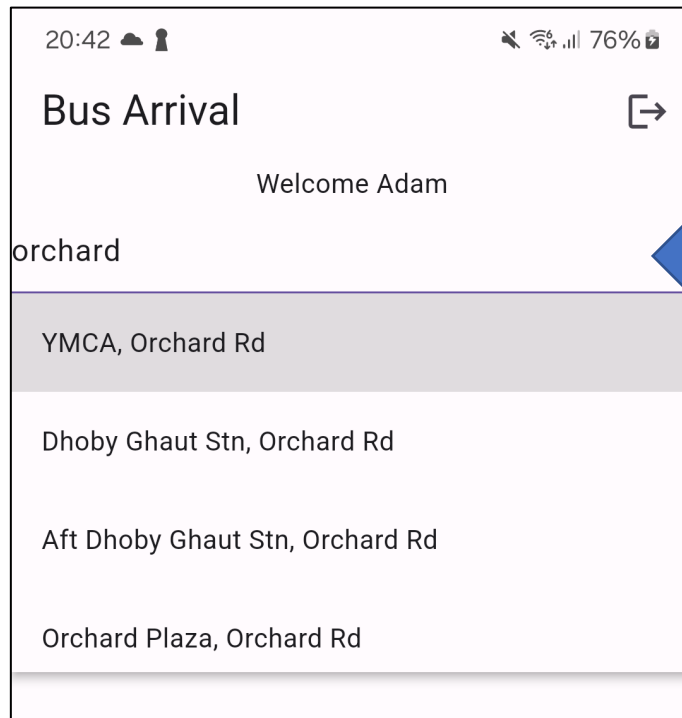 20:42 76%
Bus Arrival
Welcome Adam
orchard
YMCA, Orchard Rd
Dhoby Ghaut Stn, Orchard Rd
Aft Dhoby Ghaut Stn, Orchard Rd
Orchard Plaza, Orchard Rd